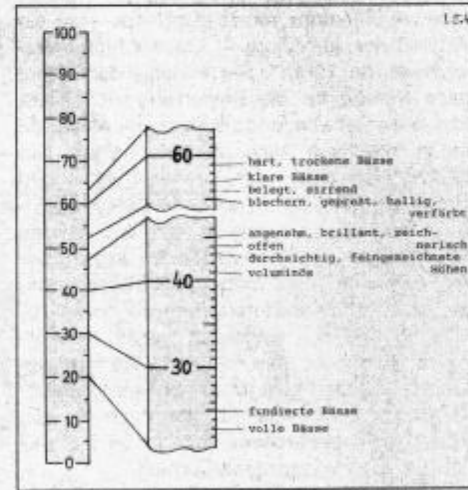 100
90
80
70
60
50
40
30
20
10
0
60
40
30
hart, trockene Bässe
klare Bässe
belegt, sirrend
blechern, gepreßt, hallig,
verfärbt
angenehm, brillant, zeich-
offen nerisch
durchsichtig, feingezeichnete
voluminös Höhen
fundierte Bässe
volle Bässe